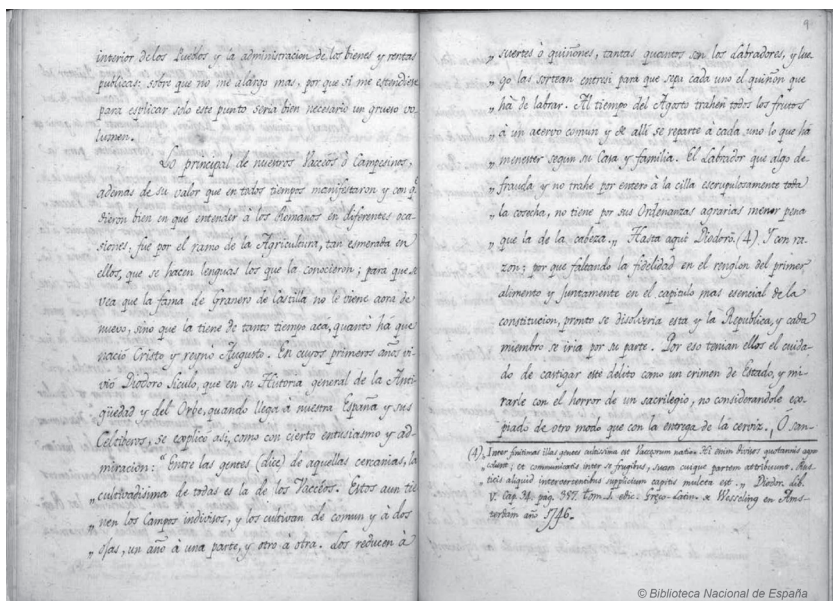 interior delos Pueblos y la administracion de los bienes y rentas
publicas: sobre que no me alargo mas, por que si me estendiese
para esplicar solo este punto seria bien necesario un grueso vo
lumen.
Lo principal de nuestros Vacceos ò Campesinos,
ademas de su valor que en todos tiempos manifestaron y con q.^e
dieron bien en que entender à los Romanos en diferentes oca
siones, fue por el ramo de la Agricultura, tan esmerada en
ellos, que se hacen lenguas los que la conocieron; para que se
vea que la fama de Granero de Castilla no le viene aora de
nuevo, sino que la tiene de tanto tiempo acá, quanto há que
nació Cristo y reynó Augusto. En cuyos primeros años vi
vió Diodoro Siculo, que en su Historia general de la Anti
güedad y del Orbe, quando llega à nuestra España y sus
Celtiberos, se esplicó asi, como con cierto entusiasmo y ad
miracion: "Entre las gentes (dice) de aquellas cercanias, la
„ cultivadisima de todas es la de los Vacceos. Estos aun tie
„ nen los Campos indivisos, y los cultivan de comun y à dos
„ ojas, un año à una parte, y otro à otra. Los reducen à
9
„ suertes ò quiñones, tantas quantos son los Labradores, y lue
„ go las sortean entresi para que sepa cada uno el quiñon que
„ há de labrar. Al tiempo del Agosto trahen todos los frutos
„ à un acervo comun y de alli se reparte à cada uno lo que há
„ menester segun su Casa y familia. El Labrador que algo de
„ frauda y no trahe por entero à la cilla escrupulosamente toda
„ la cosecha, no tiene por sus Ordenanzas agrarias menor pena
„ que la de la cabeza. „ Hasta aqui Diodoro. (4) Y con ra
zon; por que faltando la fidelidad en el renglon del primer
alimento y juntamente en el capitulo mas esencial de la
constitucion, pronto se disolveria esta y la Republica, y cada
miembro se iria por su parte. Por eso tenian ellos el cuida-
do de castigar este delito como un crimen de Estado, y mi
rarle con el horror de un sacrilegio, no considerandole ex
piado de otro modo que con la entrega de la cerviz. ¡O san-
(4) Inter finitimas illas gentes cultissima est Vaccaeorum natio. Hi enim divisos quotannis agros
colunt, et communicatis inter se frugibus, suam cuique partem attribuunt. Rus
ticis aliquid intervertentibus supplicium capitis mulcta est. „ Diodor. lib.
V. Cap. 34. pag. 357. tom. 1. edic. Greco-Latin. de Wesseling en Ams-
terdam año 1746.
© Biblioteca Nacional de España